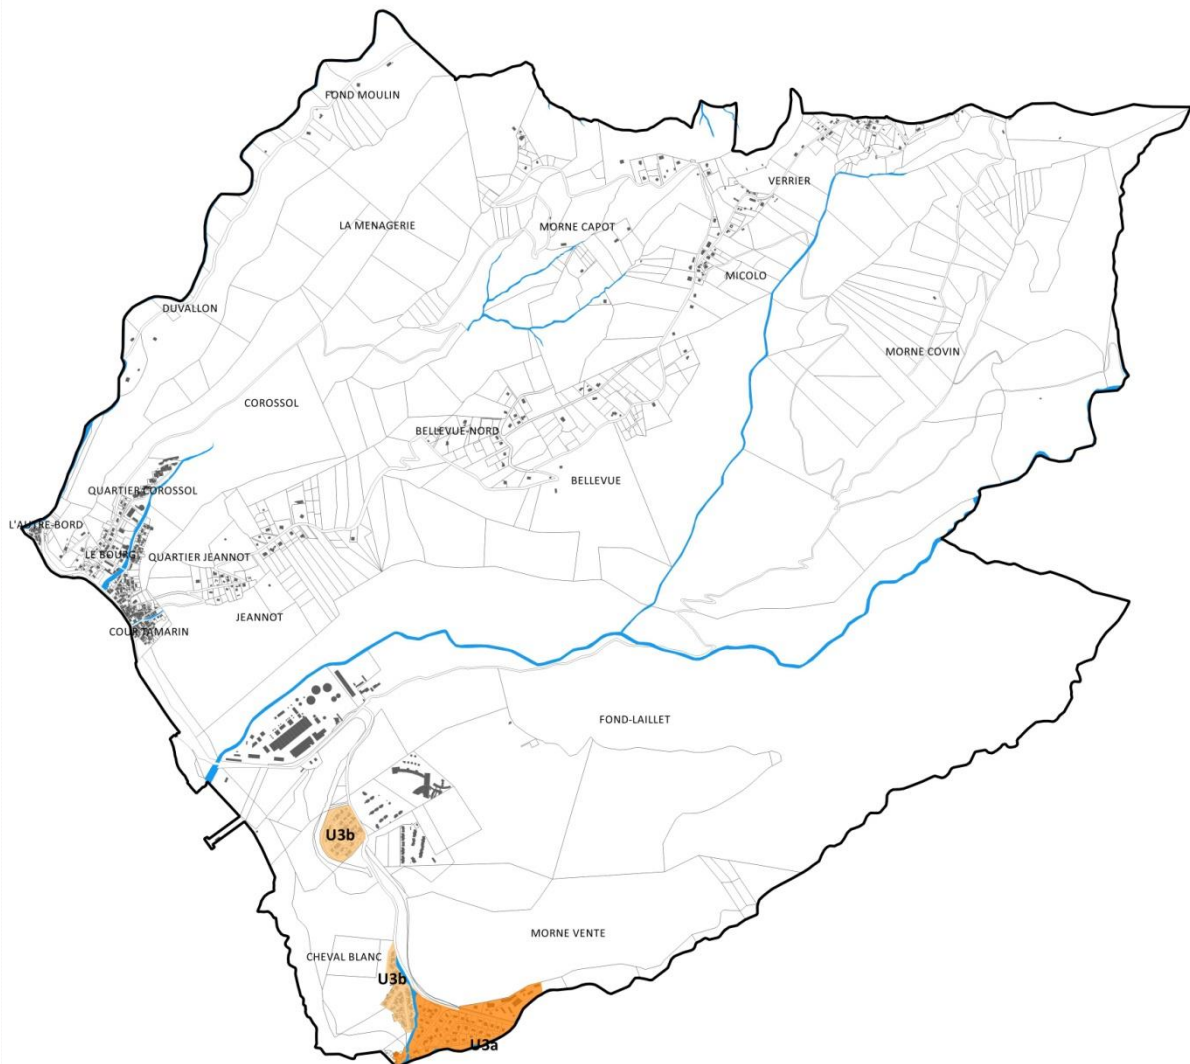 FOND MOULIN
VERRIER
LA MENAGERIE
MORNE CAPOT
MICOLO
DUVALLON
MORNE COVIN
COROSSOL
BELLEVUE-NORD
BELLEVUE
QUARTIER COROSSOL
L'AUTRE-BORD
LE BOURG
QUARTIER JEANNOT
JEANNOT
COUR TAMARIN
FOND-LAILLET
U3b
MORNE VENTE
CHEVAL BLANC
U3b
U3a